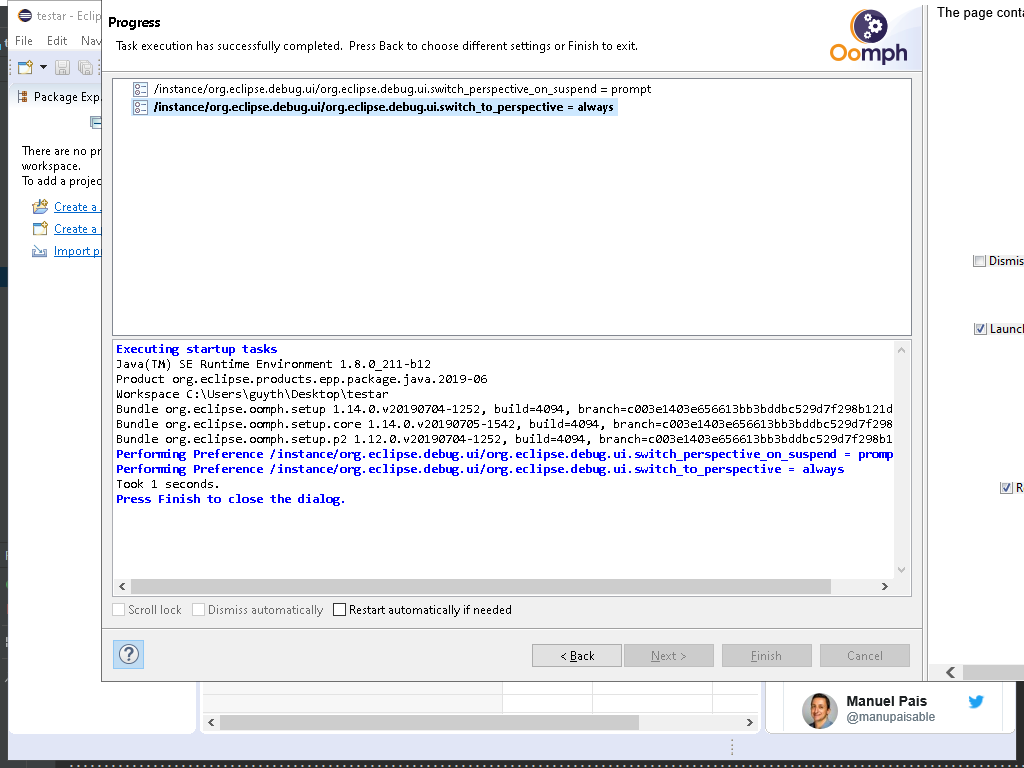 testar - Eclip
File Edit Nav
Package Exp
There are no pr
workspace.
To add a projec
Create a
Create a
Import p
Progress
Task execution has successfully completed. Press Back to choose different settings or Finish to exit.
Oomph
/instance/org.eclipse.debug.ui/org.eclipse.debug.ui.switch_perspective_on_suspend = prompt
/instance/org.eclipse.debug.ui/org.eclipse.debug.ui.switch_to_perspective = always
Executing startup tasks
Java(TM) SE Runtime Environment 1.8.0_211-b12
Product org.eclipse.products.epp.package.java.2019-06
Workspace C:\Users\guyth\Desktop\testar
Bundle org.eclipse.oomph.setup 1.14.0.v20190704-1252, build=4094, branch=c003e1403e656613bb3bddbc529d7f298b121d
Bundle org.eclipse.oomph.setup.core 1.14.0.v20190705-1542, build=4094, branch=c003e1403e656613bb3bddbc529d7f298
Bundle org.eclipse.oomph.setup.p2 1.12.0.v20190704-1252, build=4094, branch=c003e1403e656613bb3bddbc529d7f298b1
Performing Preference /instance/org.eclipse.debug.ui/org.eclipse.debug.ui.switch_perspective_on_suspend = promp
Performing Preference /instance/org.eclipse.debug.ui/org.eclipse.debug.ui.switch_to_perspective = always
Took 1 seconds.
Press Finish to close the dialog.
Scroll lock Dismiss automatically Restart automatically if needed
? < Back Next > Finish Cancel
The page conta
Dismis
Launch
R
Manuel Pais
@manupaisable